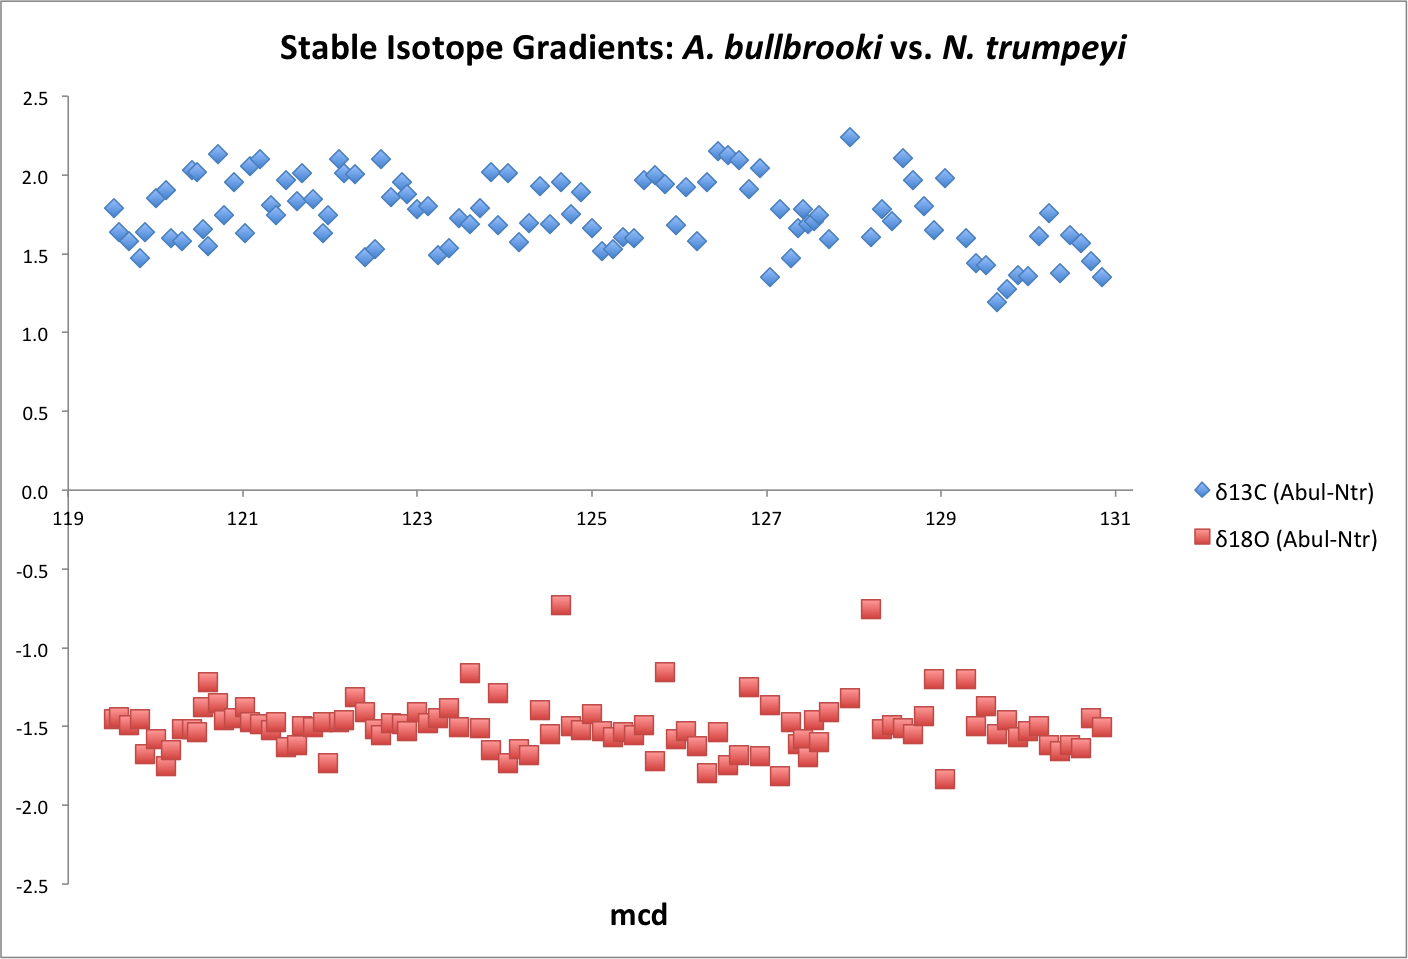 Stable Isotope Gradients: A. bullbrooki vs. N. trumpeyi
2.5
2.0
1.5
1.0
0.5
0.0
119 121 123 125 127 129 131
-0.5
-1.0
-1.5
-2.0
-2.5
δ13C (Abul-Ntr)
δ18O (Abul-Ntr)
mcd